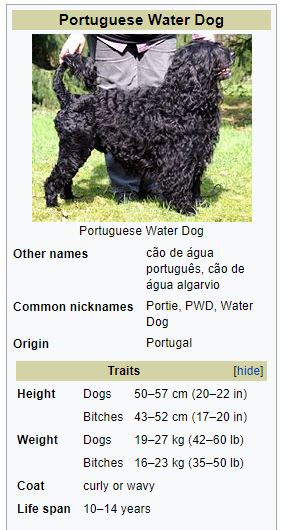 Portuguese Water Dog
Portuguese Water Dog
Other names cão de água
português, cão de
água algarvio
Common nicknames Portie, PWD, Water
Dog
Origin Portugal
Traits [hide]
Height Dogs 50–57 cm (20–22 in)
Bitches 43–52 cm (17–20 in)
Weight Dogs 19–27 kg (42–60 lb)
Bitches 16–23 kg (35–50 lb)
Coat curly or wavy
Life span 10–14 years